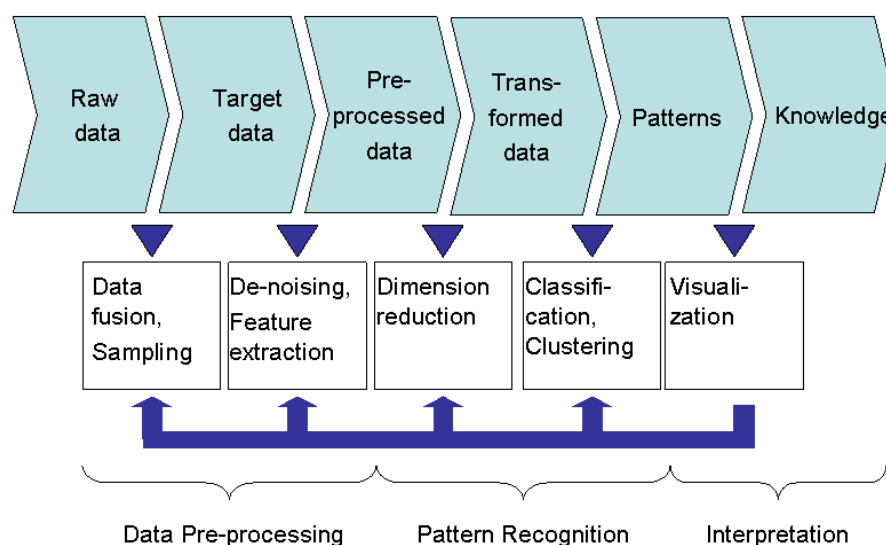 Raw
data
Target
data
Pre-
processed
data
Trans-
formed
data
Patterns
Knowledge
Data
fusion,
Sampling
De-noising,
Feature
extraction
Dimension
reduction
Classifi-
cation,
Clustering
Visuali-
zation
Data Pre-processing
Pattern Recognition
Interpretation